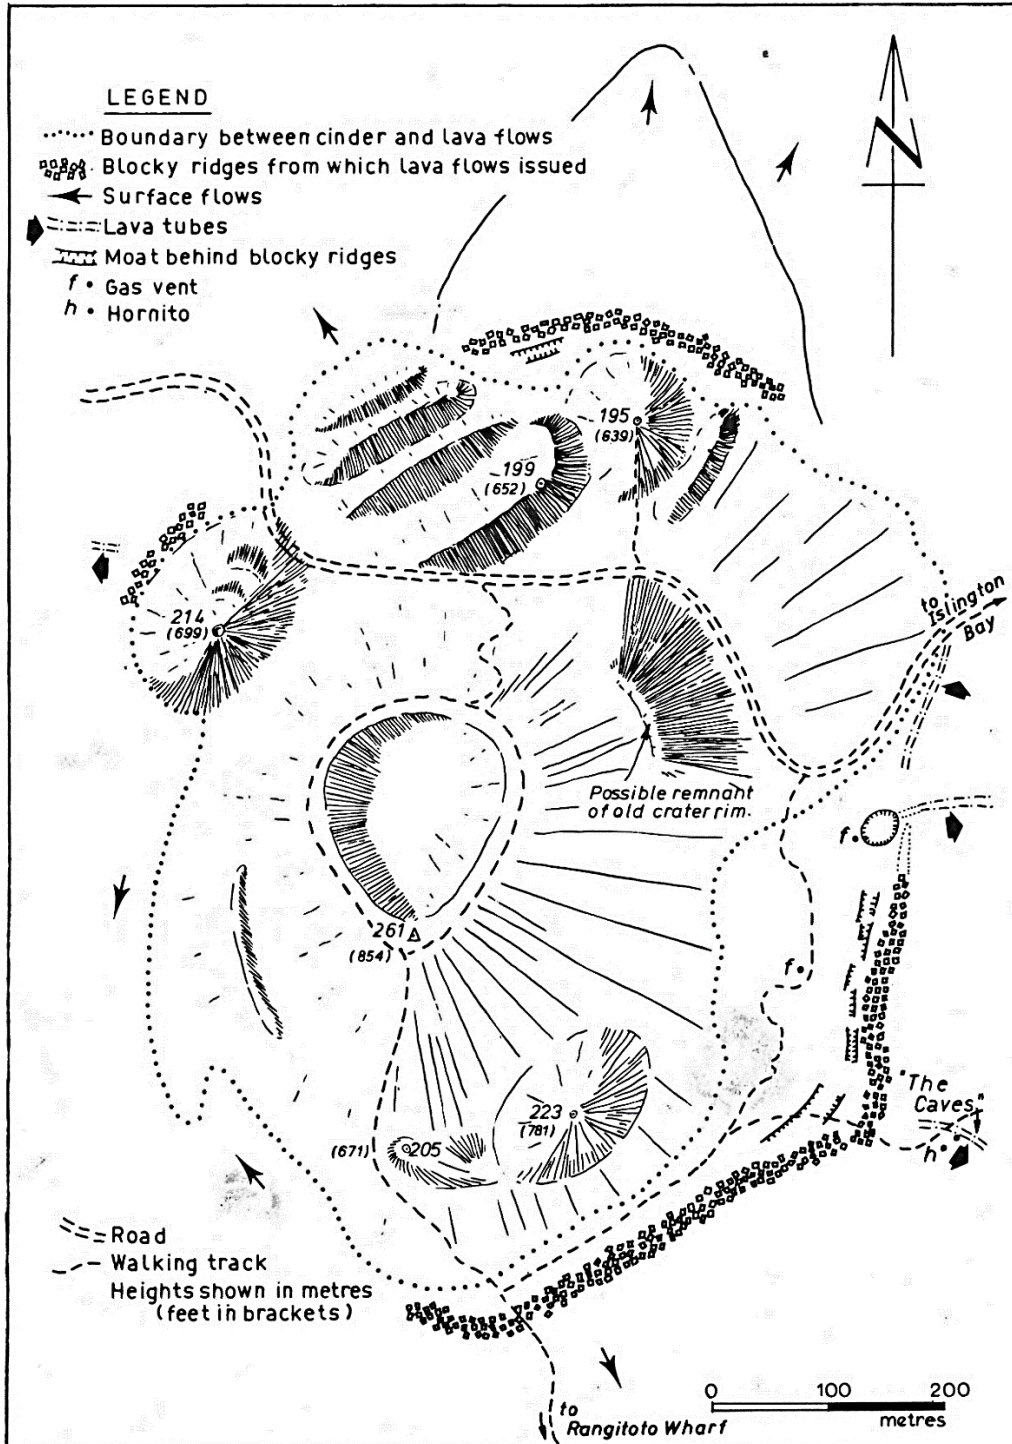 LEGEND
Boundary between cinder and lava flows
Blocky ridges from which lava flows issued
Surface flows
Lava tubes
Moat behind blocky ridges
f • Gas vent
h • Hornito
N
195
(639)
199
(652)
214
(699)
to Islington
Bay
Possible remnant
of old crater rim.
f
261
(854)
f
"The
Caves"
223
(781)
(671) 205
h
Road
Walking track
Heights shown in metres
(feet in brackets)
0 100 200
metres
to
Rangitoto Wharf